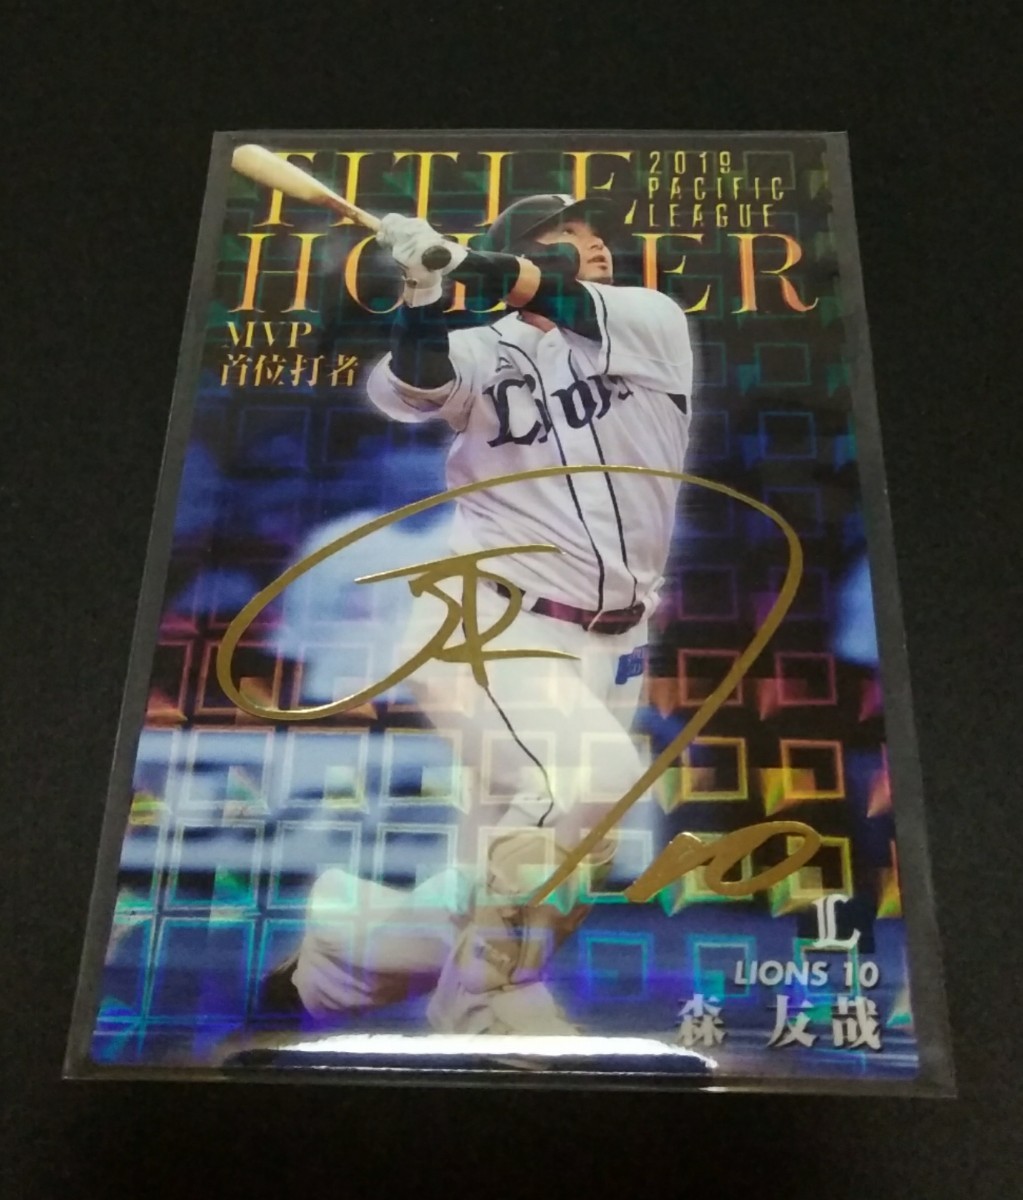 TITLE
HOLDER
2019
PACIFIC
LEAGUE
MVP
首位打者
Lions
L
LIONS 10
森 友哉